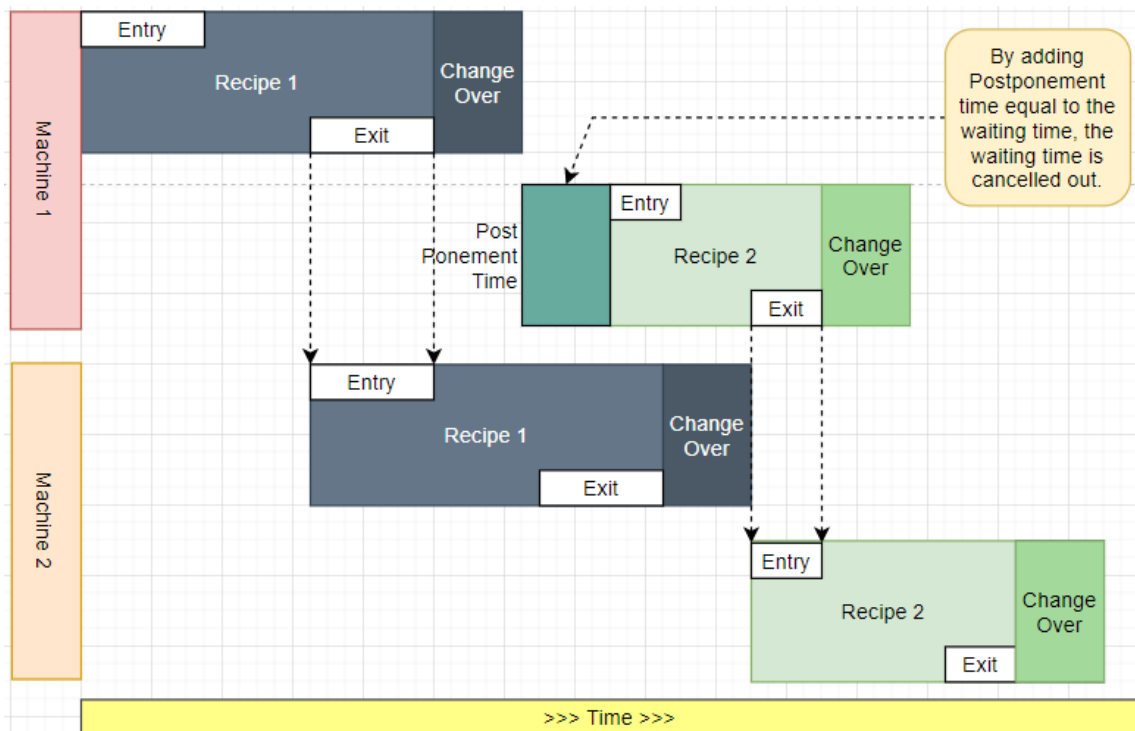 Machine 1
Entry
Recipe 1
Exit
Change
Over
By adding
Postponement
time equal to the
waiting time, the
waiting time is
cancelled out.
Post
Ponement
Time
Entry
Recipe 2
Exit
Change
Over
Machine 2
Entry
Recipe 1
Exit
Change
Over
Entry
Recipe 2
Exit
Change
Over
>>> Time >>>